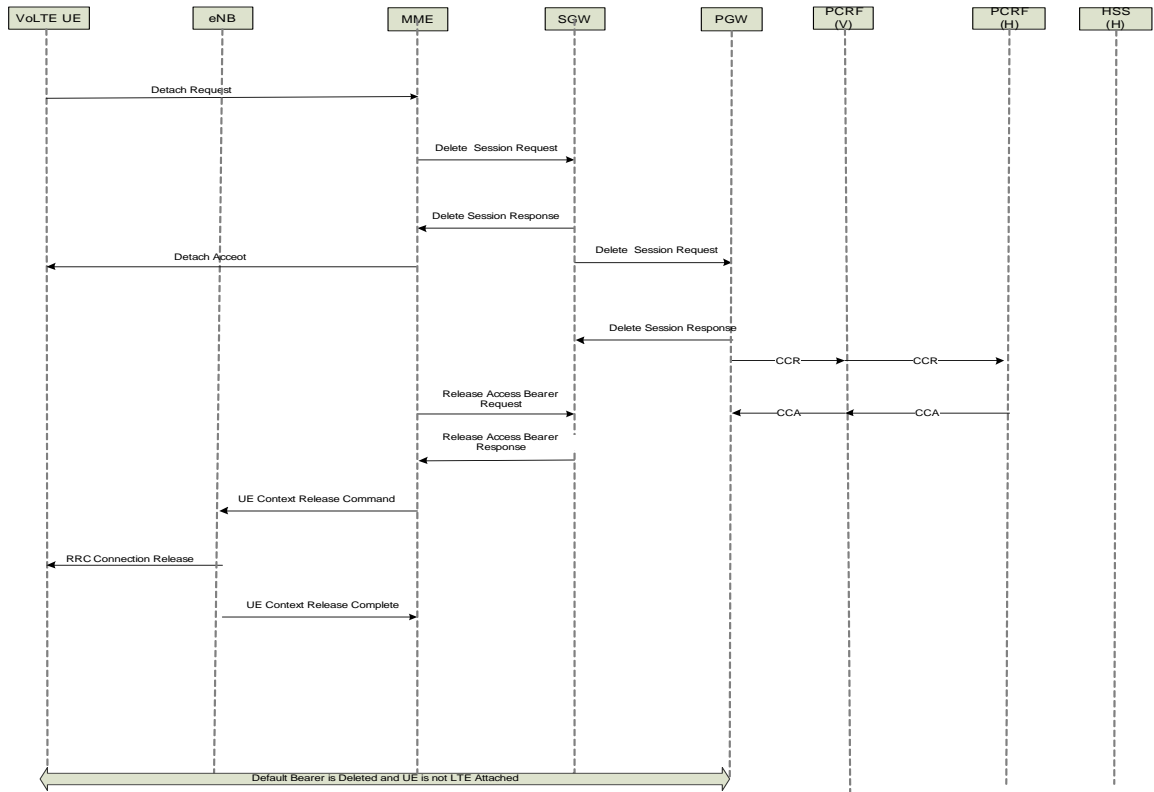 VoLTE UE
eNB
MME
SGW
PGW
PCRF
(V)
PCRF
(H)
HSS
(H)
Detach Request
Delete Session Request
Delete Session Response
Delete Session Request
Detach Acceot
Delete Session Response
CCR
CCR
Release Access Bearer
Request
CCA
CCA
Release Access Bearer
Response
UE Context Release Command
RRC Connection Release
UE Context Release Complete
Default Bearer is Deleted and UE is not LTE Attached